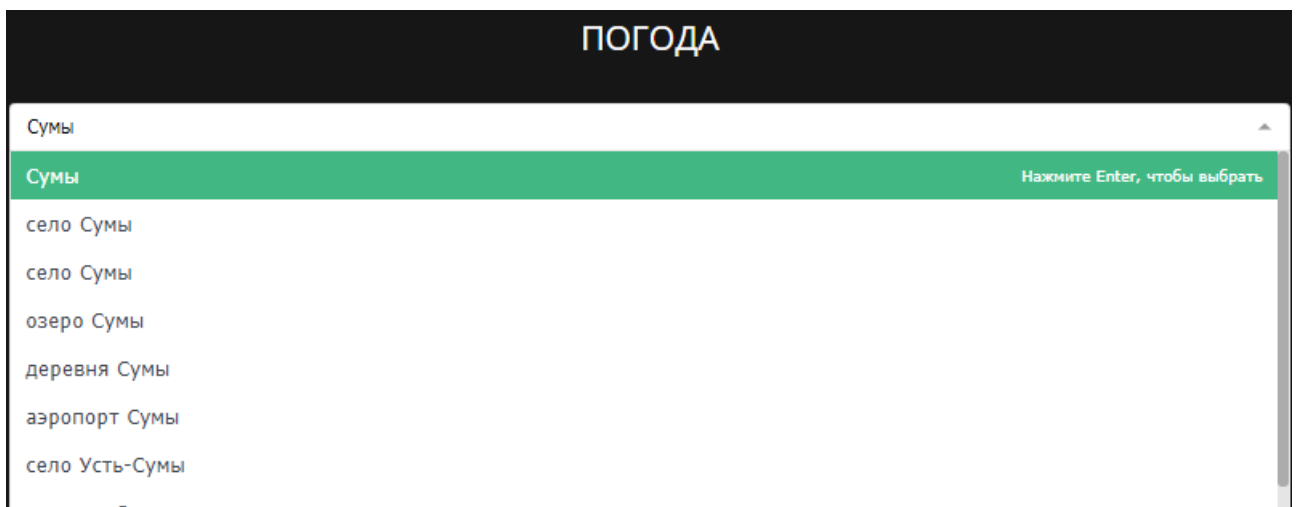 ПОГОДА
Сумы
Сумы Нажмите Enter, чтобы выбрать
село Сумы
село Сумы
озеро Сумы
деревня Сумы
аэропорт Сумы
село Усть-Сумы